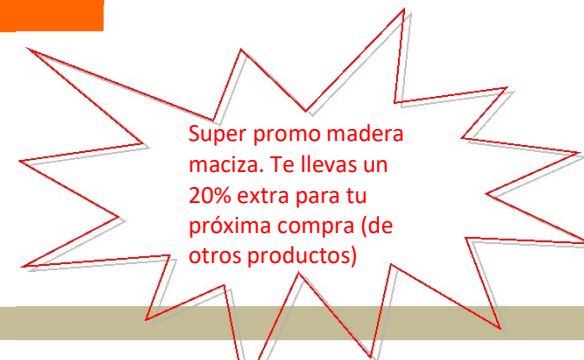 Super promo madera
maciza. Te llevas un
20% extra para tu
próxima compra (de
otros productos)